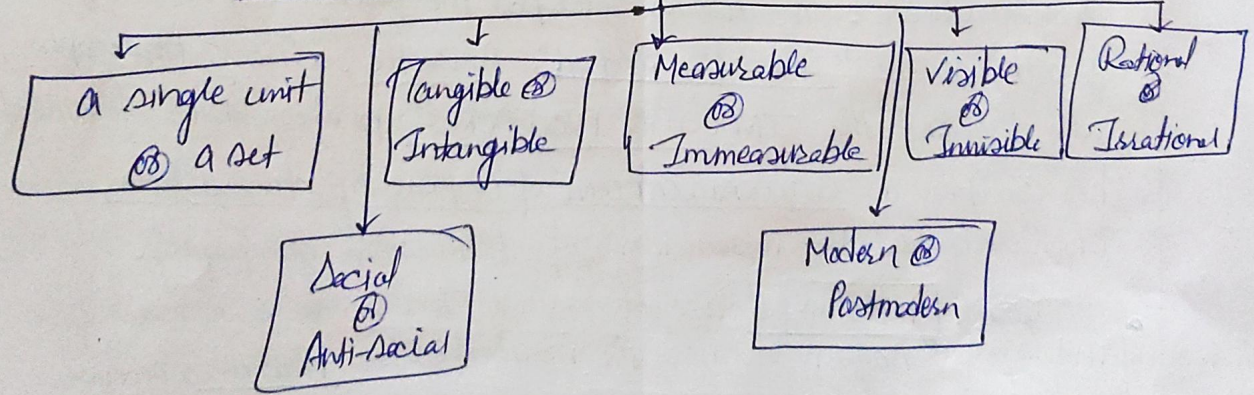 a single unit
or a set
Tangible or
Intangible
Measurable
or
Immeasurable
Visible
or
Invisible
Rational
or
Irrational
Social
or
Anti-social
Modern or
Postmodern